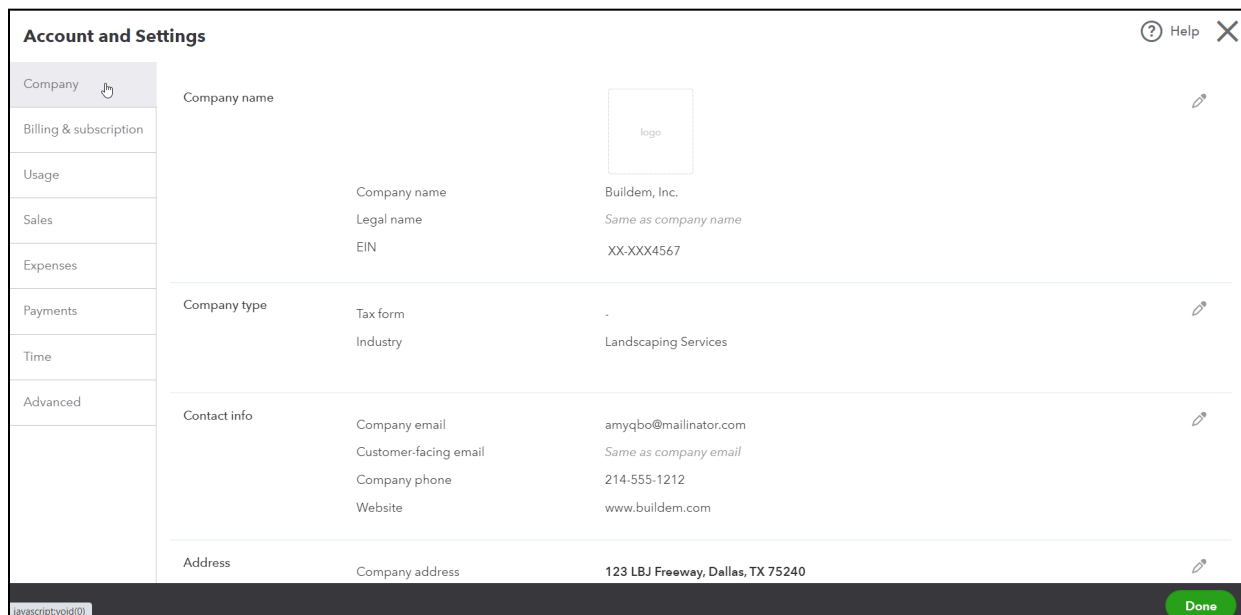 Account and Settings
Help
Company
Billing & subscription
Usage
Sales
Expenses
Payments
Time
Advanced
Company name
logo
Company name Buildem, Inc.
Legal name Same as company name
EIN XX-XXX4567
Company type
Tax form -
Industry Landscaping Services
Contact info
Company email amyqbo@mailinator.com
Customer-facing email Same as company email
Company phone 214-555-1212
Website www.buildem.com
Address
Company address 123 LBJ Freeway, Dallas, TX 75240
javascript:void(0)
Done